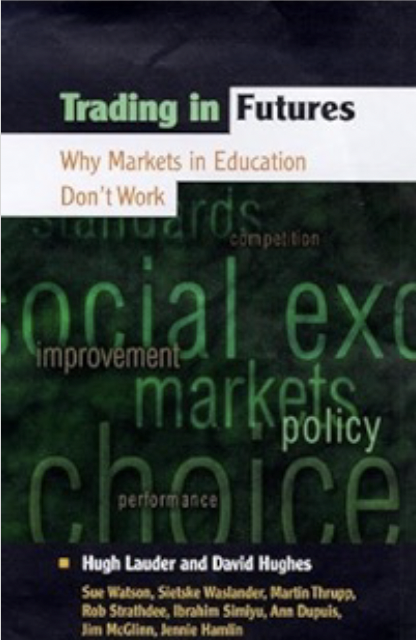 Trading in Futures
Why Markets in Education
Don't Work
standards
competition
social exc
improvement
markets
policy
choice
performance
Hugh Lauder and David Hughes
Sue Watson, Sietske Waslander, Martin Thrupp,
Rob Strathdee, Ibrahim Simiyu, Ann Dupuis,
Jim McGlinn, Jennie Hamlin